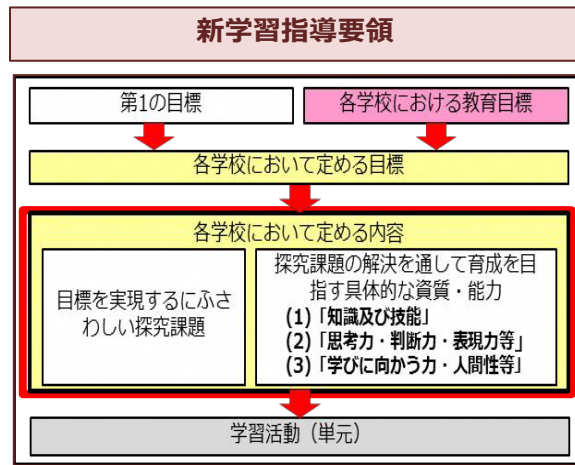 新学習指導要領
第1の目標
各学校における教育目標
各学校において定める目標
各学校において定める内容
目標を実現するにふさ
わしい探究課題
探究課題の解決を通して育成を目
指す具体的な資質・能力
(1)「知識及び技能」
(2)「思考力・判断力・表現力等」
(3)「学びに向かう力・人間性等」
学習活動（単元）